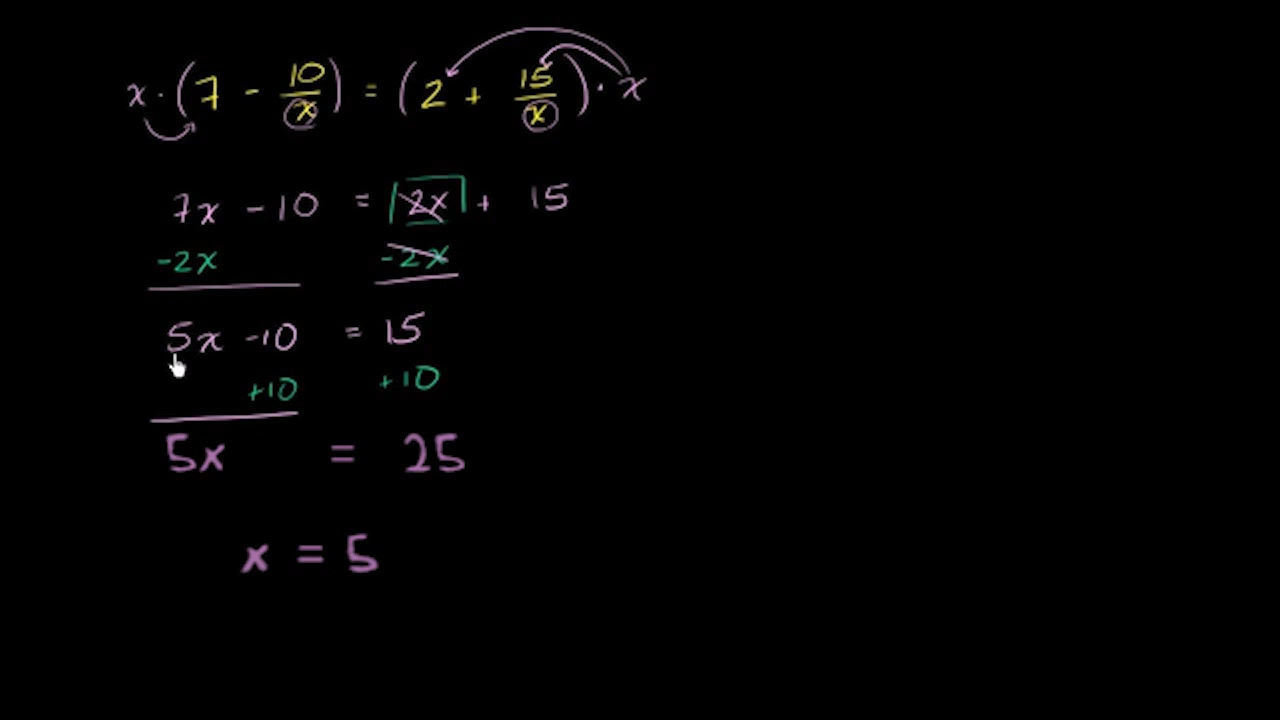 x · (7 - 10/x) = (2 + 15/x) · x
7x - 10 = 2x + 15
-2x -2x
5x - 10 = 15
+10 +10
5x = 25
x = 5